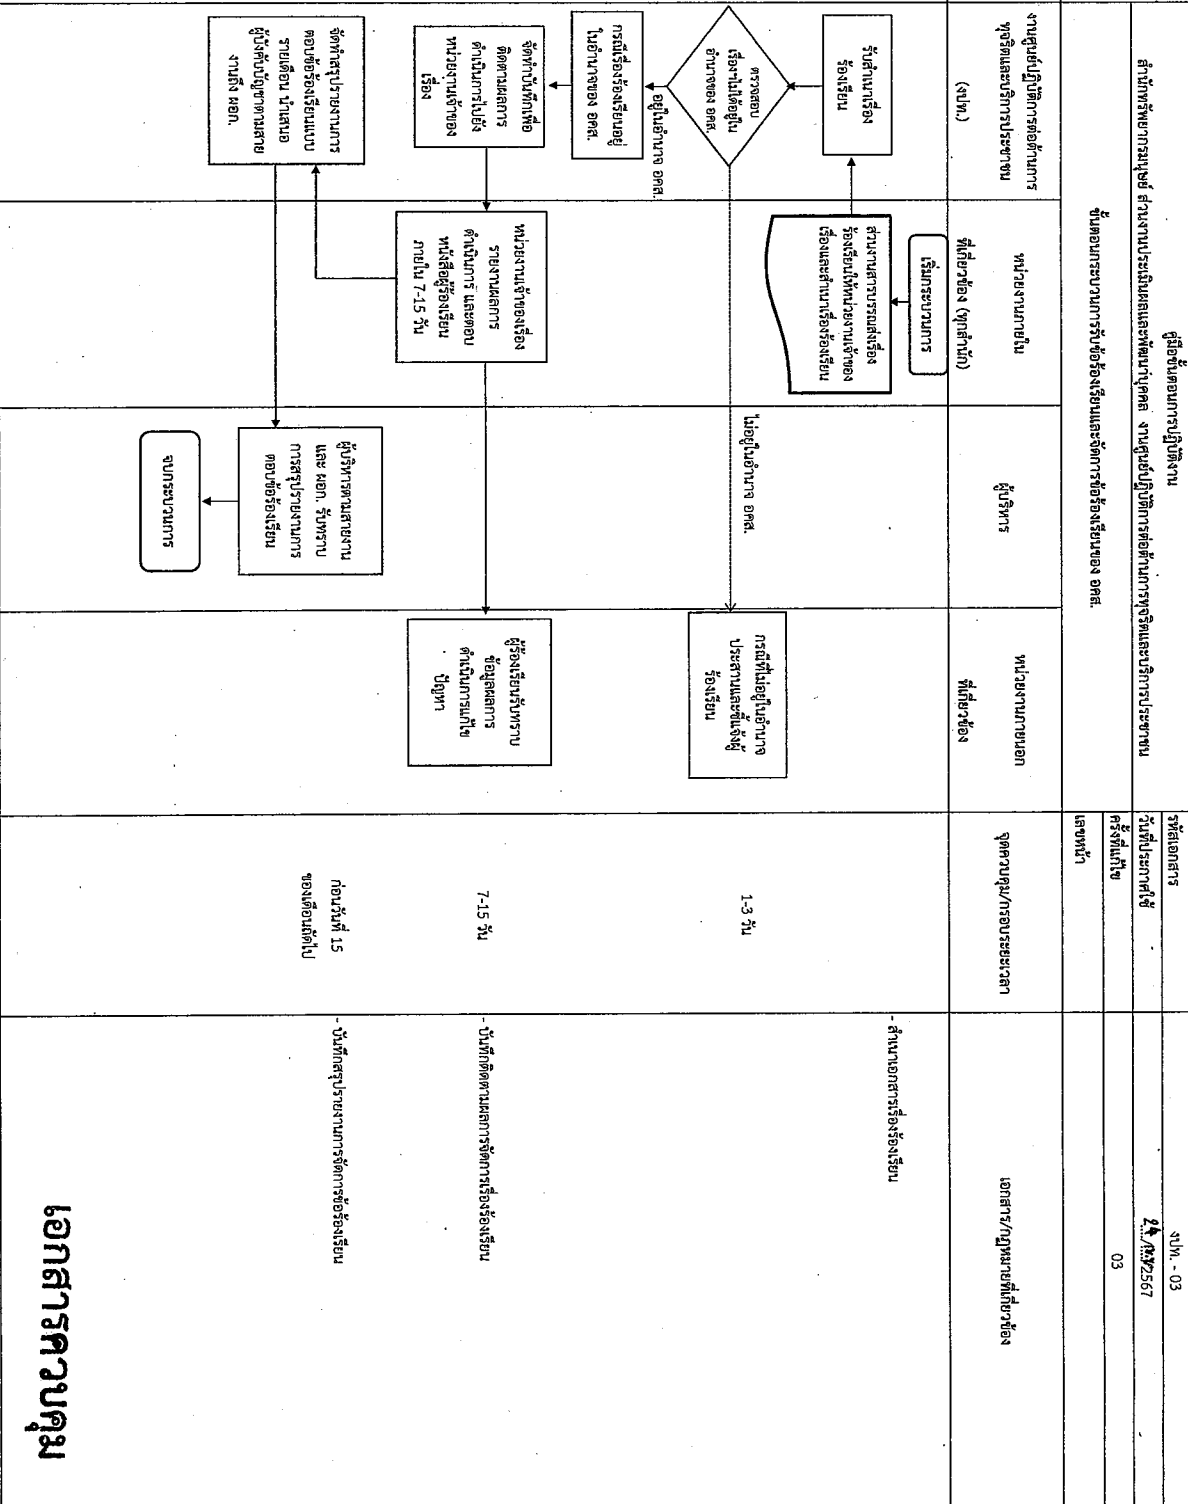 คู่มือขั้นตอนการปฏิบัติงาน
สำนักทรัพยากรมนุษย์ ส่วนงานประเมินผลและพัฒนาบุคคล งานศูนย์ปฏิบัติการต่อต้านการทุจริตและบริการประชาชน
ขั้นตอนกระบวนการรับข้อร้องเรียนและจัดการข้อร้องเรียนของ อคส.
รหัสเอกสาร งปท. - 03
วันที่ประกาศใช้ 24 /2567
ครั้งที่แก้ไข 03
เลขหน้า
งานศูนย์ปฏิบัติการต่อต้านการ
ทุจริตและบริการประชาชน
(งปท.)
หน่วยงานภายใน
ที่เกี่ยวข้อง (ทุกสำนัก)
ผู้บริหาร
หน่วยงานภายนอก
ที่เกี่ยวข้อง
จุดควบคุม/กรอบระยะเวลา
เอกสาร/กฎหมายที่เกี่ยวข้อง
เริ่มกระบวนการ
ส่วนงานสารบรรณส่งเรื่อง
ร้องเรียนให้หน่วยงานเจ้าของ
เรื่องและสำเนาเรื่องร้องเรียน
- สำเนาเอกสารเรื่องร้องเรียน
รับสำเนาเรื่อง
ร้องเรียน
ตรวจสอบ
เรื่องฯไม่ได้อยู่ใน
อำนาจของ อคส.
ไม่อยู่ในอำนาจ อคส.
กรณีที่ไม่อยู่ในอำนาจ
ประสานและชี้แจ้งผู้
ร้องเรียน
1-3 วัน
อยู่ในอำนาจ อคส.
กรณีเรื่องร้องเรียนอยู่
ในอำนาจของ อคส.
จัดทำบันทึกเพื่อ
ติดตามผลการ
ดำเนินการไปยัง
หน่วยงานเจ้าของ
เรื่อง
หน่วยงานเจ้าของเรื่อง
รายงานผลการ
ดำเนินการ และตอบ
หนังสือผู้ร้องเรียน
ภายใน 7-15 วัน
ผู้ร้องเรียนรับทราบ
ข้อมูลผลการ
ดำเนินการแก้ไข
ปัญหา
7-15 วัน
- บันทึกติดตามผลการจัดการเรื่องร้องเรียน
จัดทำสรุปรายงานการ
ตอบข้อร้องเรียนแบบ
รายเดือน นำเสนอ
ผู้บังคับบัญชาตามสาย
งานถึง ผอก.
ผู้บริหารตามสายงาน
และ ผอก. รับทราบ
การสรุปรายงานการ
ตอบข้อร้องเรียน
ก่อนวันที่ 15
ของเดือนถัดไป
- บันทึกสรุปรายงานการจัดการข้อร้องเรียน
จบกระบวนการ
เอกสารควบคุม